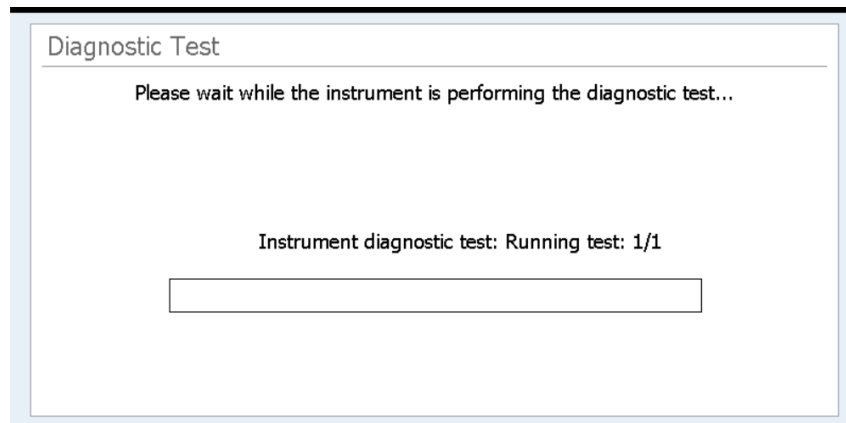 Diagnostic Test
Please wait while the instrument is performing the diagnostic test...
Instrument diagnostic test: Running test: 1/1